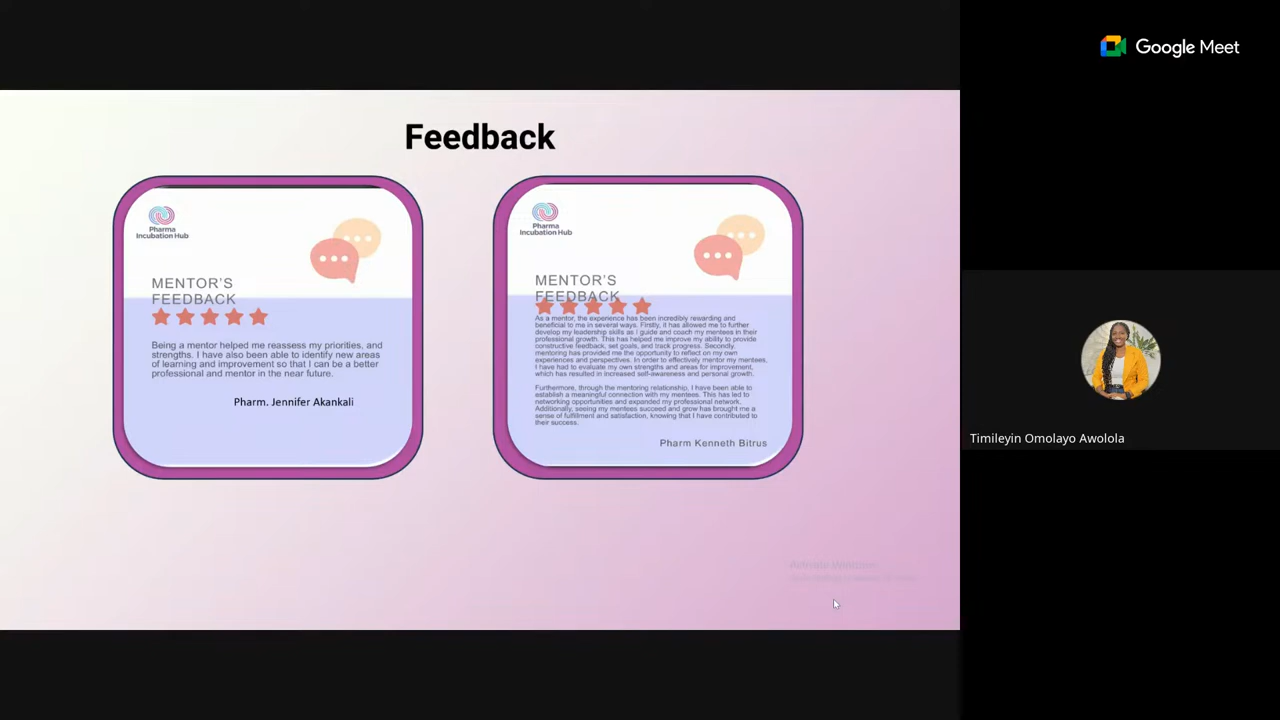 Google Meet
Feedback
Pharma
Incubation Hub
MENTOR'S
FEEDBACK
Being a mentor helped me reassess my priorities, and
strengths. I have also been able to identify new areas
of learning and improvement so that I can be a better
professional and mentor in the near future.
Pharm. Jennifer Akankali
Pharma
Incubation Hub
MENTOR'S
FEEDBACK
As a mentor, the experience has been incredibly rewarding and
beneficial to me in several ways. Firstly, it has allowed me to further
develop my leadership skills as I guide and coach my mentees in their
professional growth. This has helped me improve my ability to provide
constructive feedback, set goals, and track progress. Secondly,
mentoring has provided me the opportunity to reflect on my own
experiences and perspectives. In order to effectively mentor my mentees,
I have had to evaluate my own strengths and areas for improvement,
which has resulted in increased self-awareness and personal growth.
Furthermore, through the mentoring relationship, I have been able to
establish a meaningful connection with my mentees. This has led to
networking opportunities and expanded my professional network.
Additionally, seeing my mentees succeed and grow has brought me a
sense of fulfillment and satisfaction, knowing that I have contributed to
their success.
Pharm Kenneth Bitrus
Timileyin Omolayo Awolola